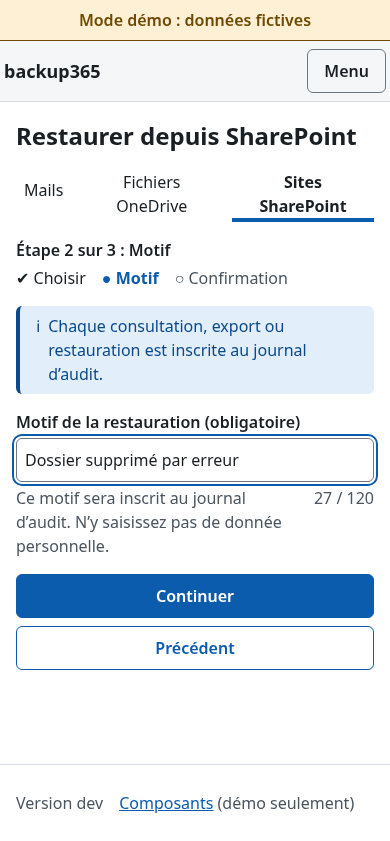 Mode démo : données fictives
backup365
Menu
Restaurer depuis SharePoint
Mails
Fichiers
OneDrive
Sites
SharePoint
Étape 2 sur 3 : Motif
✔ Choisir ● Motif ○ Confirmation
i Chaque consultation, export ou
restauration est inscrite au journal
d’audit.
Motif de la restauration (obligatoire)
Dossier supprimé par erreur
Ce motif sera inscrit au journal
d’audit. N’y saisissez pas de donnée
personnelle.
27 / 120
Continuer
Précédent
Version dev Composants (démo seulement)